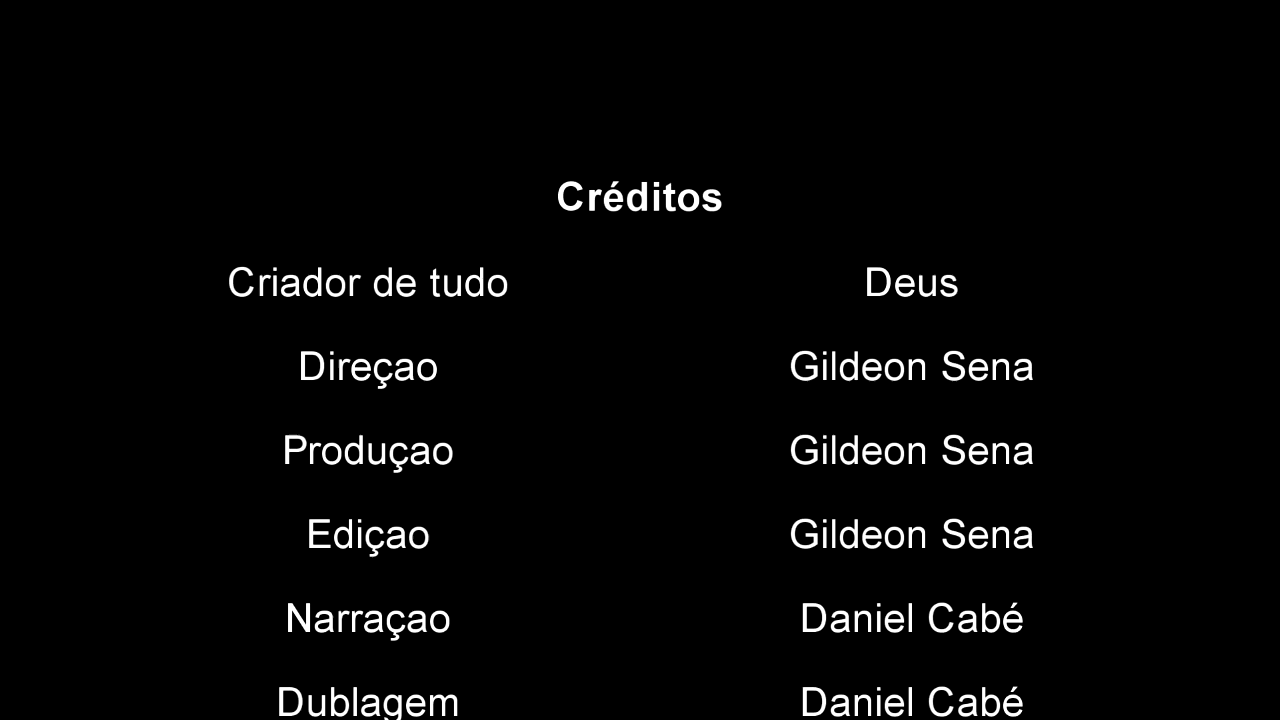 Créditos
Criador de tudo Deus
Direçao Gildeon Sena
Produçao Gildeon Sena
Ediçao Gildeon Sena
Narraçao Daniel Cabé
Dublagem Daniel Cabé